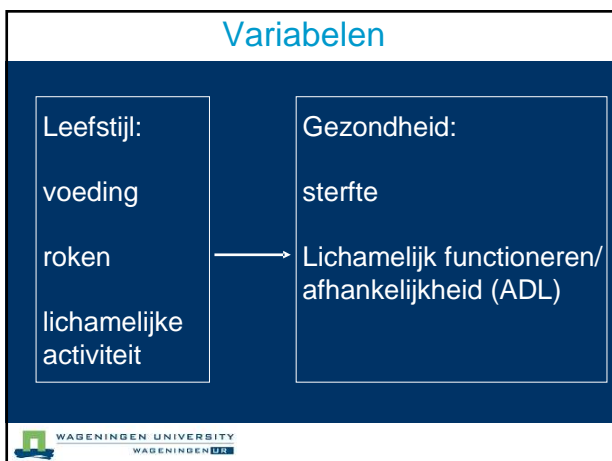 Variabelen
Leefstijl:
voeding
roken
lichamelijke
activiteit
Gezondheid:
sterfte
Lichamelijk functioneren/
afhankelijkheid (ADL)
WAGENINGEN UNIVERSITY
WAGENINGEN UR